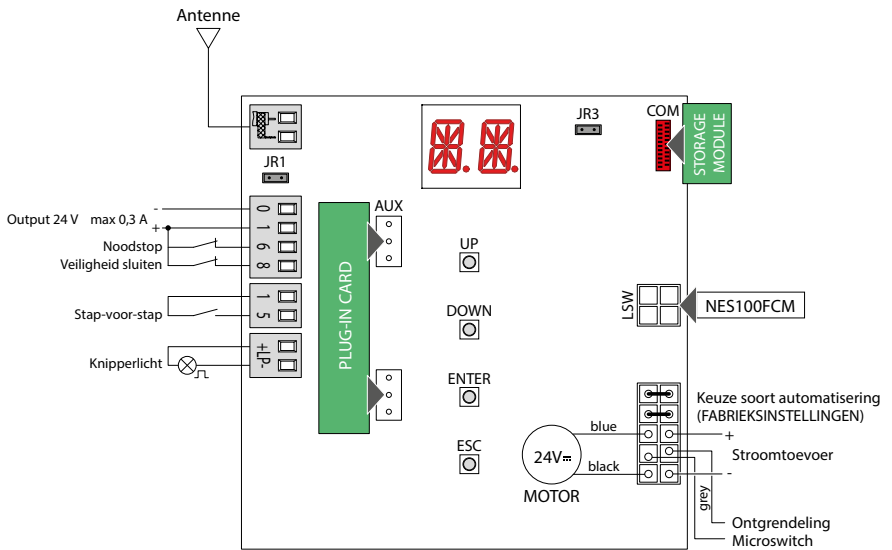 Antenne
JR1
JR3
COM
STORAGE
MODULE
-
Output 24 V max 0,3 A
+
Noodstop
Veiligheid sluiten
0
1
6
8
AUX
PLUG-IN CARD
UP
Stap-voor-stap
1
5
DOWN
LSW
NES100FCM
Knipperlicht
+LP-
ENTER
Keuze soort automatisering
(FABRIEKSINSTELLINGEN)
ESC
blue
+
24V
Stroomtoevoer
black
-
MOTOR
grey
Ontgrendeling
Microswitch